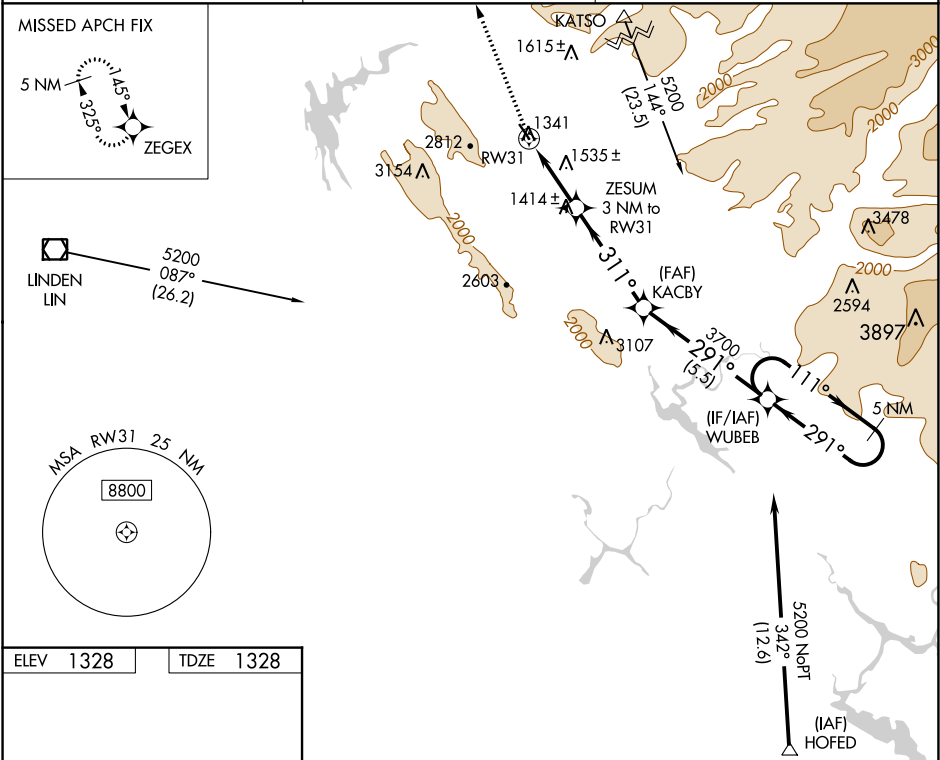 MISSED APCH FIX
5 NM
145°
325°
ZEGEX
KATSO
1615±
5200
144°
(23.5)
2000
3000
2000
1341
2812
RW31
1535±
3154
1414±
ZESUM
3 NM to
RW31
3478
2000
LINDEN
LIN
5200
087°
(26.2)
311°
(FAF)
KACBY
2603
2000
2594
3897
2000
3107
3700
291°
(5.5)
111°
5 NM
(IF/IAF)
WUBEB
291°
MSA RW31 25 NM
8800
5200 NoPT
342°
(12.6)
ELEV 1328
TDZE 1328
(IAF)
HOFED